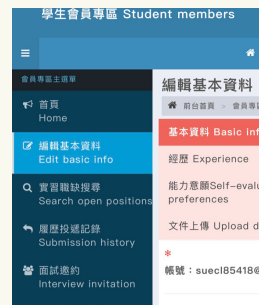 學生會員專區 Student members
會員專區主選單
首頁
Home
編輯基本資料
Edit basic info
實習職缺搜尋
Search open positions
履歷投遞記錄
Submission history
面試邀約
Interview invitation
編輯基本資料
前台首頁 » 會員專
基本資料 Basic inf
經歷 Experience
能力意願Self-evalu
preferences
文件上傳 Upload d
*
帳號：suecl85418@